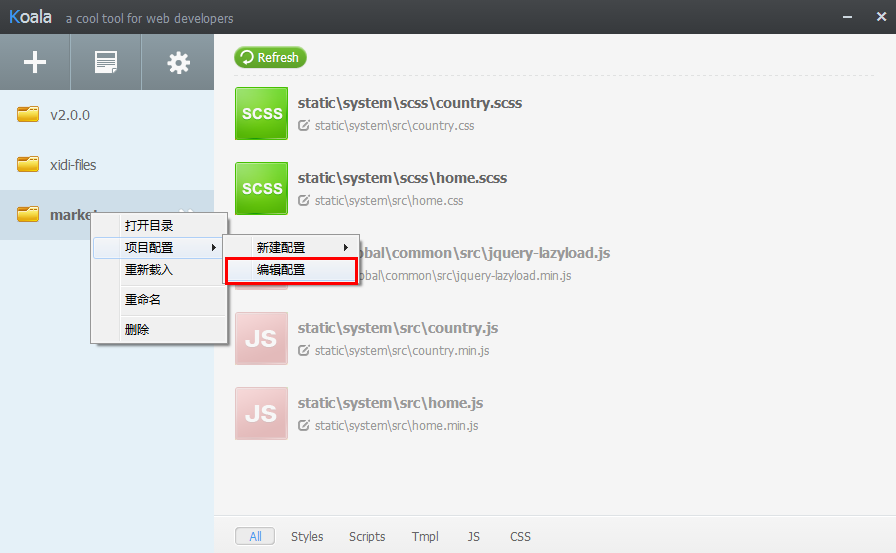 Koala a cool tool for web developers
Refresh
v2.0.0
xidi-files
market
打开目录
项目配置
重新载入
重命名
删除
新建配置
编辑配置
SCSS
static\system\scss\country.scss
static\system\src\country.css
SCSS
static\system\scss\home.scss
static\system\src\home.css
obal\common\src\jquery-lazyload.js
obal\common\src\jquery-lazyload.min.js
JS
static\system\src\country.js
static\system\src\country.min.js
JS
static\system\src\home.js
static\system\src\home.min.js
All Styles Scripts Tmpl JS CSS